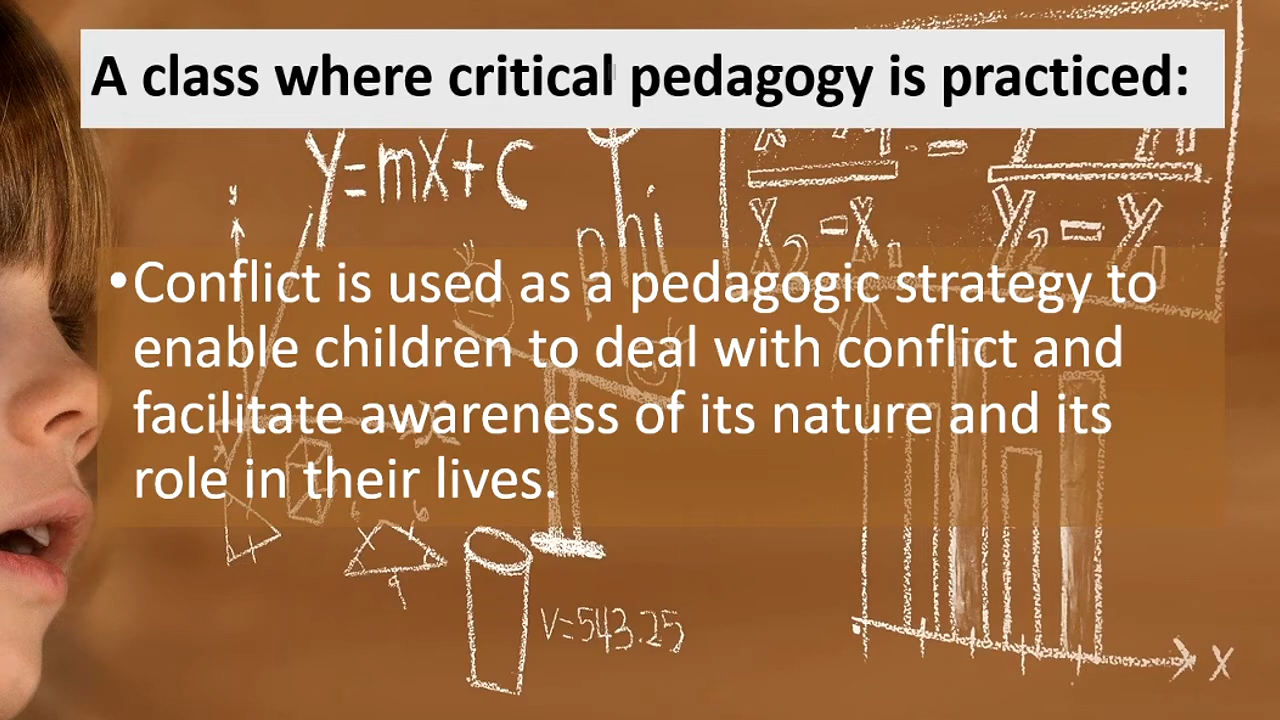 A class where critical pedagogy is practiced:
y=mx+c
y
phi
X₂-X₁
Y₂-Y₁
•Conflict is used as a pedagogic strategy to
enable children to deal with conflict and
facilitate awareness of its nature and its
role in their lives.
V=543.25
X